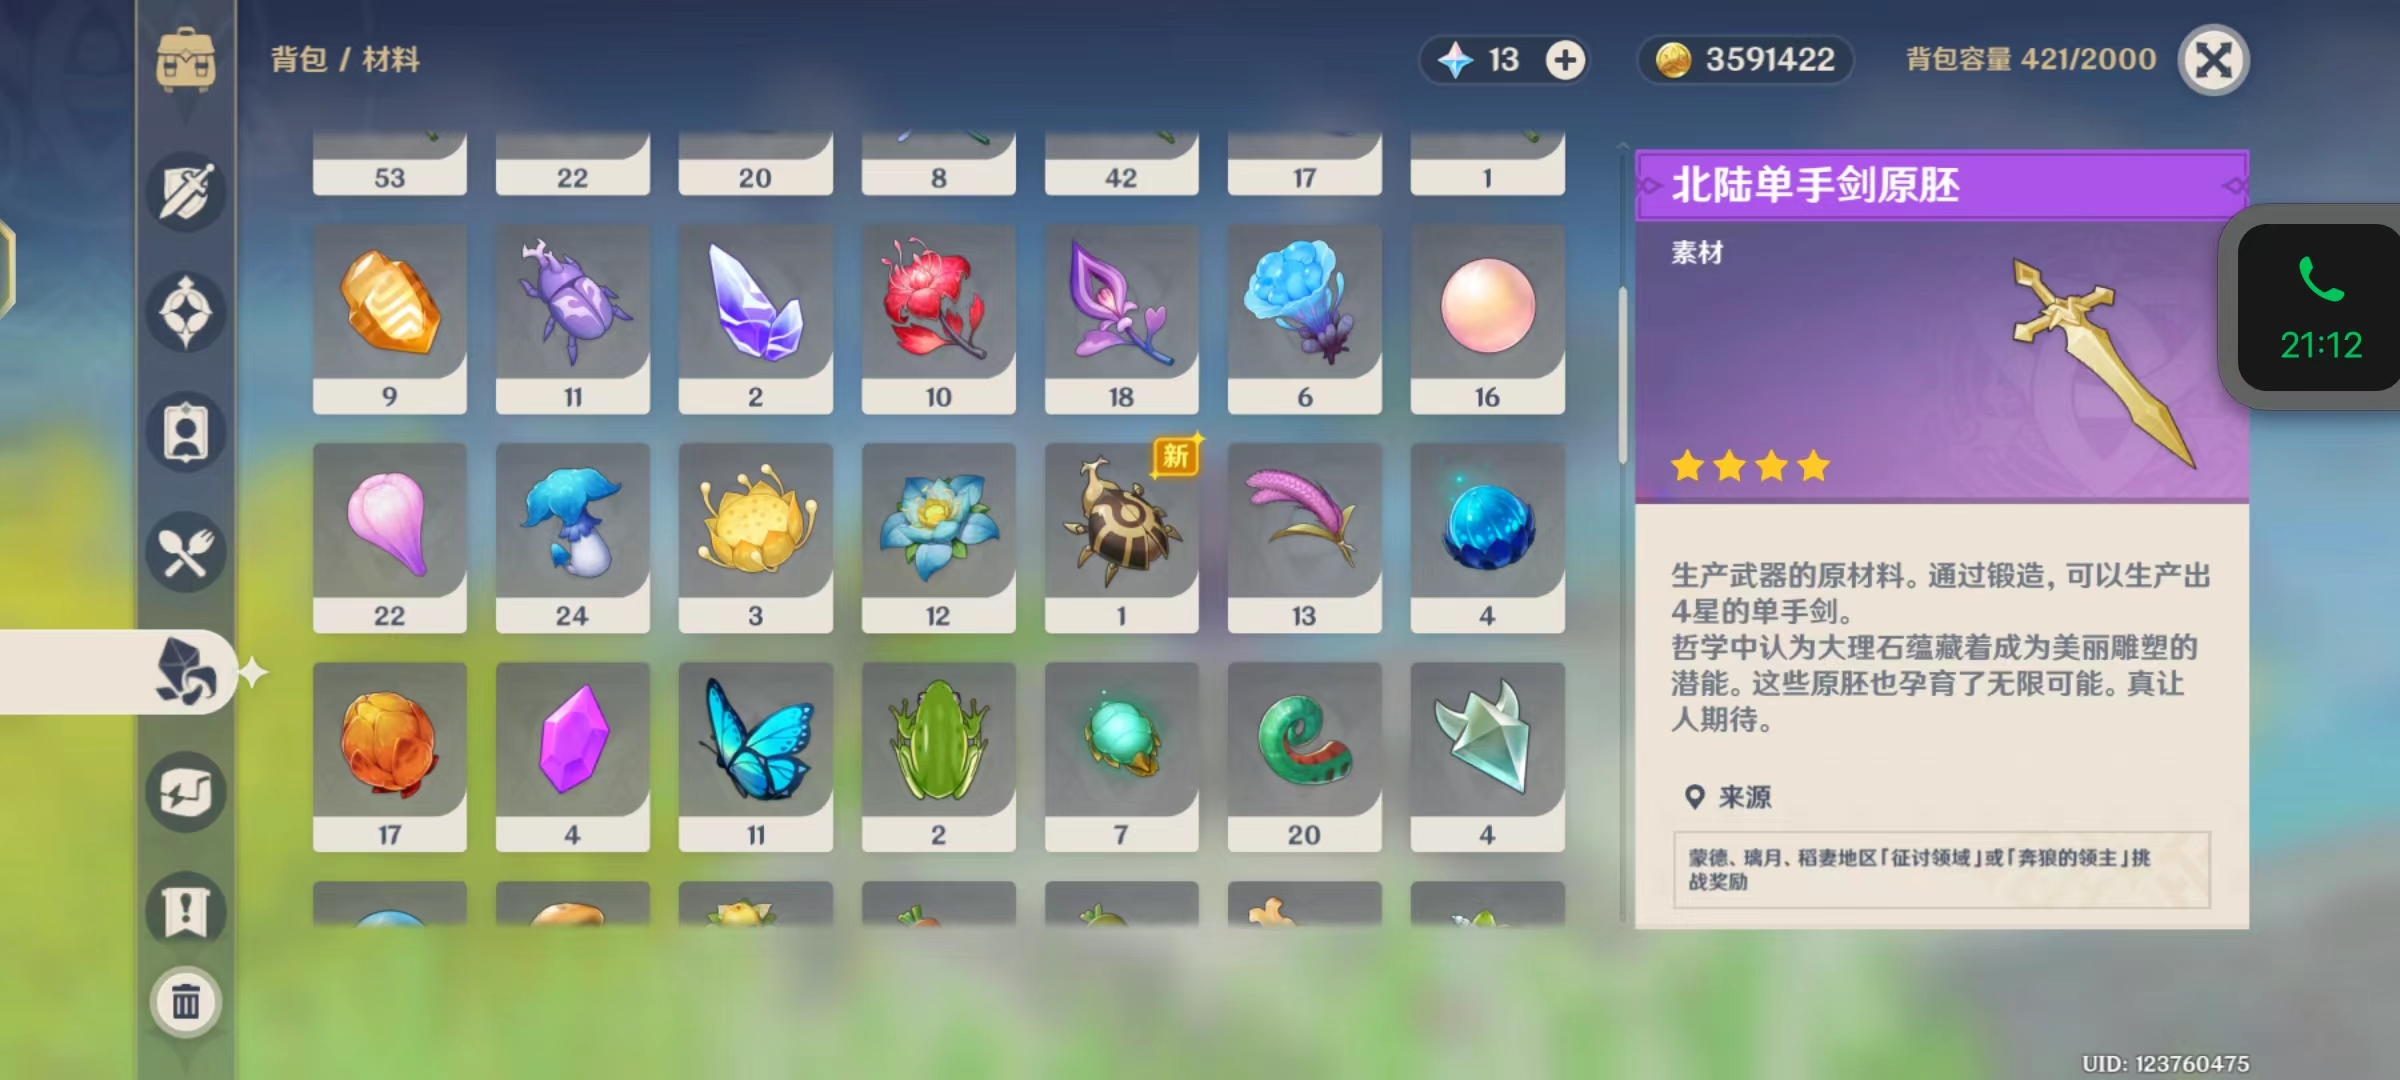 背包 / 材料
13
3591422
背包容量 421/2000
53 22 20 8 42 17 1
9 11 2 10 18 6 16
新
22 24 3 12 1 13 4
17 4 11 2 7 20 4
北陆单手剑原胚
素材
生产武器的原材料。通过锻造，可以生产出
4星的单手剑。
哲学中认为大理石蕴藏着成为美丽雕塑的
潜能。这些原胚也孕育了无限可能。真让
人期待。
来源
蒙德、璃月、稻妻地区「征讨领域」或「奔狼的领主」挑
战奖励
21:12
UID: 123760475